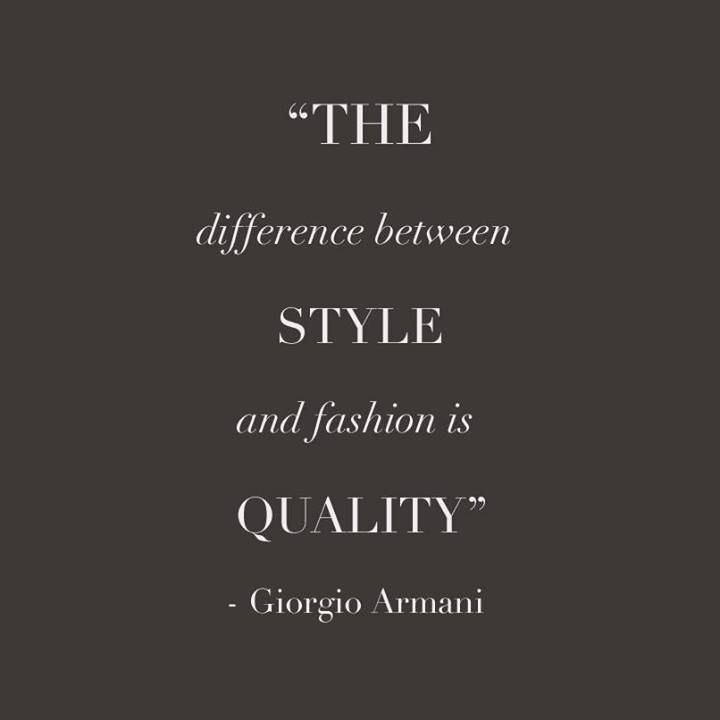 “THE
difference between
STYLE
and fashion is
QUALITY”
- Giorgio Armani